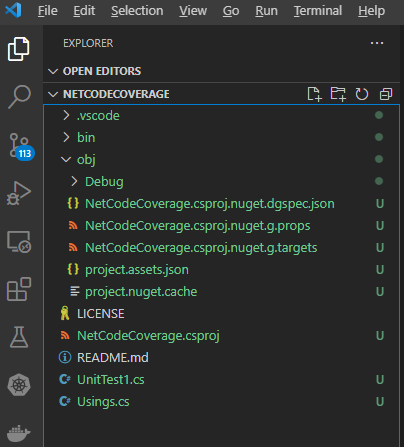 File Edit Selection View Go Run Terminal Help
EXPLORER
OPEN EDITORS
NETCODECOVERAGE
.vscode
bin
obj
Debug
NetCodeCoverage.csproj.nuget.dgspec.json U
NetCodeCoverage.csproj.nuget.g.props U
NetCodeCoverage.csproj.nuget.g.targets U
project.assets.json U
project.nuget.cache U
LICENSE
113
NetCodeCoverage.csproj U
README.md
UnitTest1.cs U
Usings.cs U